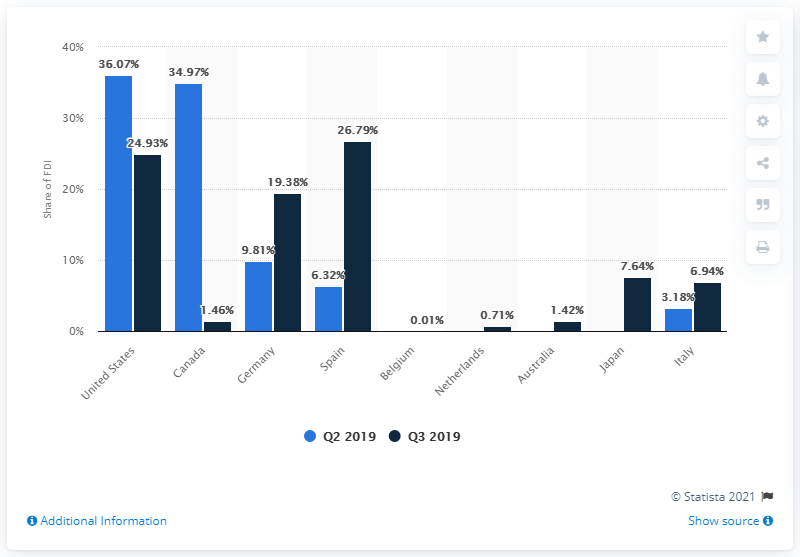 40%
30%
20%
10%
0%
Share of FDI
36.07%
24.93%
34.97%
1.46%
9.81%
19.38%
6.32%
26.79%
0.01%
0.71%
1.42%
7.64%
3.18%
6.94%
United States
Canada
Germany
Spain
Belgium
Netherlands
Australia
Japan
Italy
Q2 2019 Q3 2019
© Statista 2021
Additional Information Show source